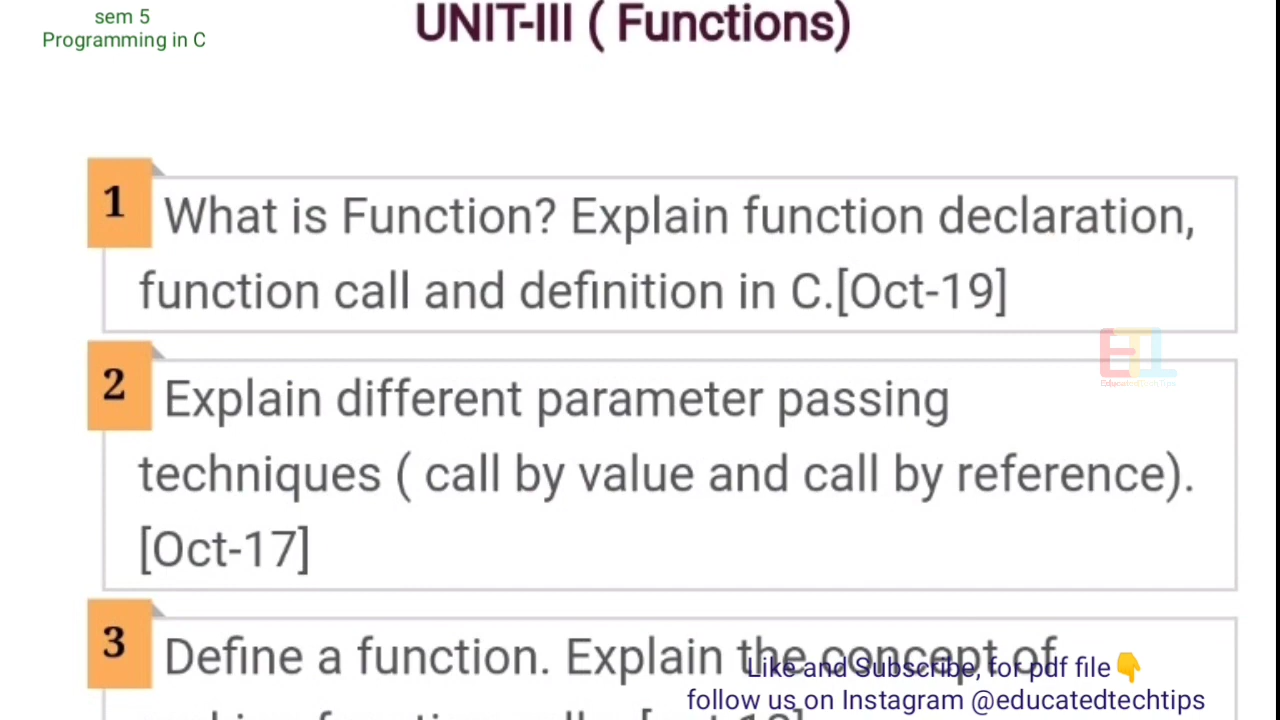 sem 5
Programming in C
UNIT-III ( Functions)
1
What is Function? Explain function declaration,
function call and definition in C.[Oct-19]
ETL
EducatedTechTips
2
Explain different parameter passing
techniques ( call by value and call by reference).
[Oct-17]
3
Define a function. Explain the concept of
Like and Subscribe, for pdf file👇
follow us on Instagram @educatedtechtips